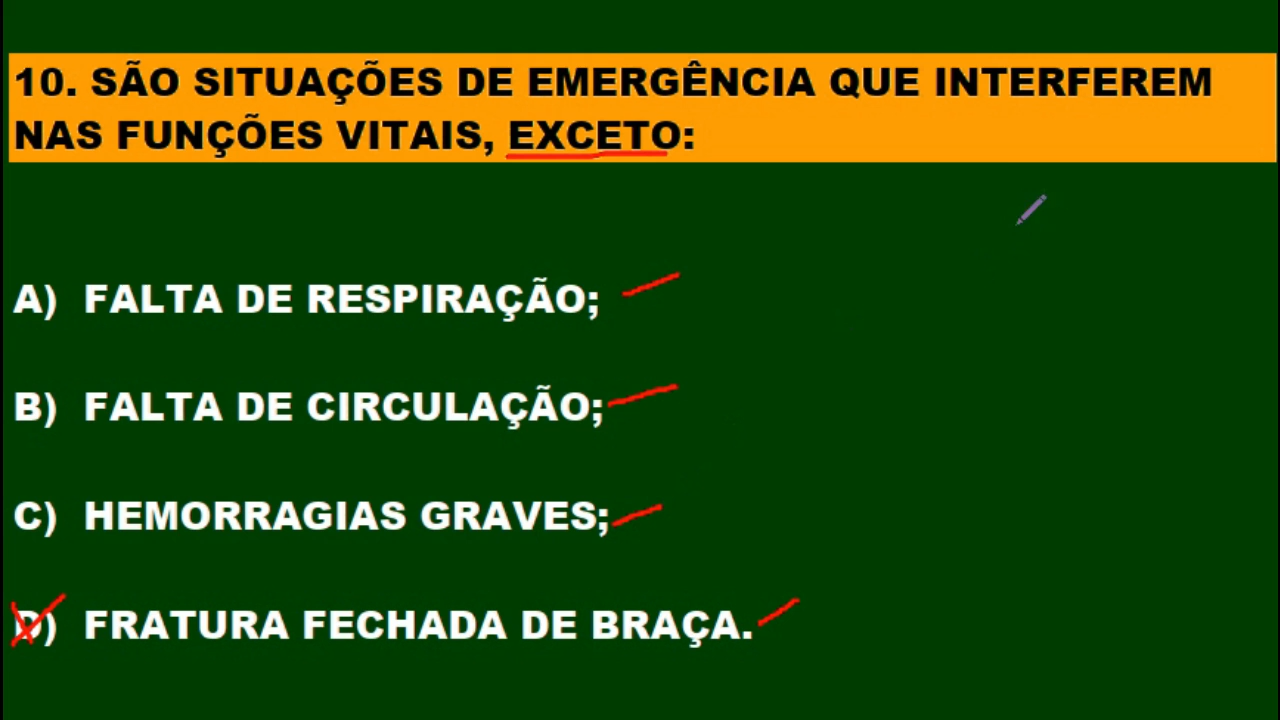 10. SÃO SITUAÇÕES DE EMERGÊNCIA QUE INTERFEREM
NAS FUNÇÕES VITAIS, EXCETO:
A) FALTA DE RESPIRAÇÃO;
B) FALTA DE CIRCULAÇÃO;
C) HEMORRAGIAS GRAVES;
D) FRATURA FECHADA DE BRAÇA.